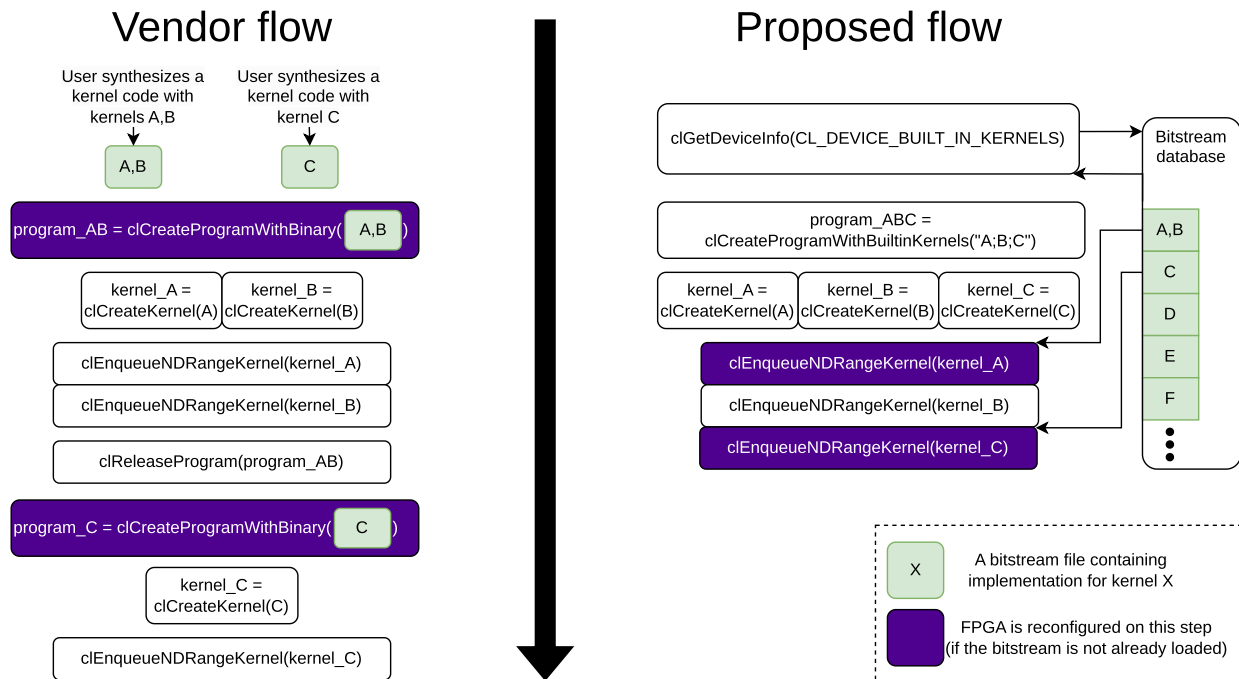 Vendor flow
User synthesizes a
kernel code with
kernels A,B
User synthesizes a
kernel code with
kernel C
A,B
C
program_AB = clCreateProgramWithBinary( A,B )
kernel_A =
clCreateKernel(A)
kernel_B =
clCreateKernel(B)
clEnqueueNDRangeKernel(kernel_A)
clEnqueueNDRangeKernel(kernel_B)
clReleaseProgram(program_AB)
program_C = clCreateProgramWithBinary( C )
kernel_C =
clCreateKernel(C)
clEnqueueNDRangeKernel(kernel_C)
Proposed flow
clGetDeviceInfo(CL_DEVICE_BUILT_IN_KERNELS)
Bitstream
database
program_ABC =
clCreateProgramWithBuiltinKernels("A;B;C")
kernel_A =
clCreateKernel(A)
kernel_B =
clCreateKernel(B)
kernel_C =
clCreateKernel(C)
clEnqueueNDRangeKernel(kernel_A)
clEnqueueNDRangeKernel(kernel_B)
clEnqueueNDRangeKernel(kernel_C)
A,B
C
D
E
F
X
A bitstream file containing
implementation for kernel X
FPGA is reconfigured on this step
(if the bitstream is not already loaded)